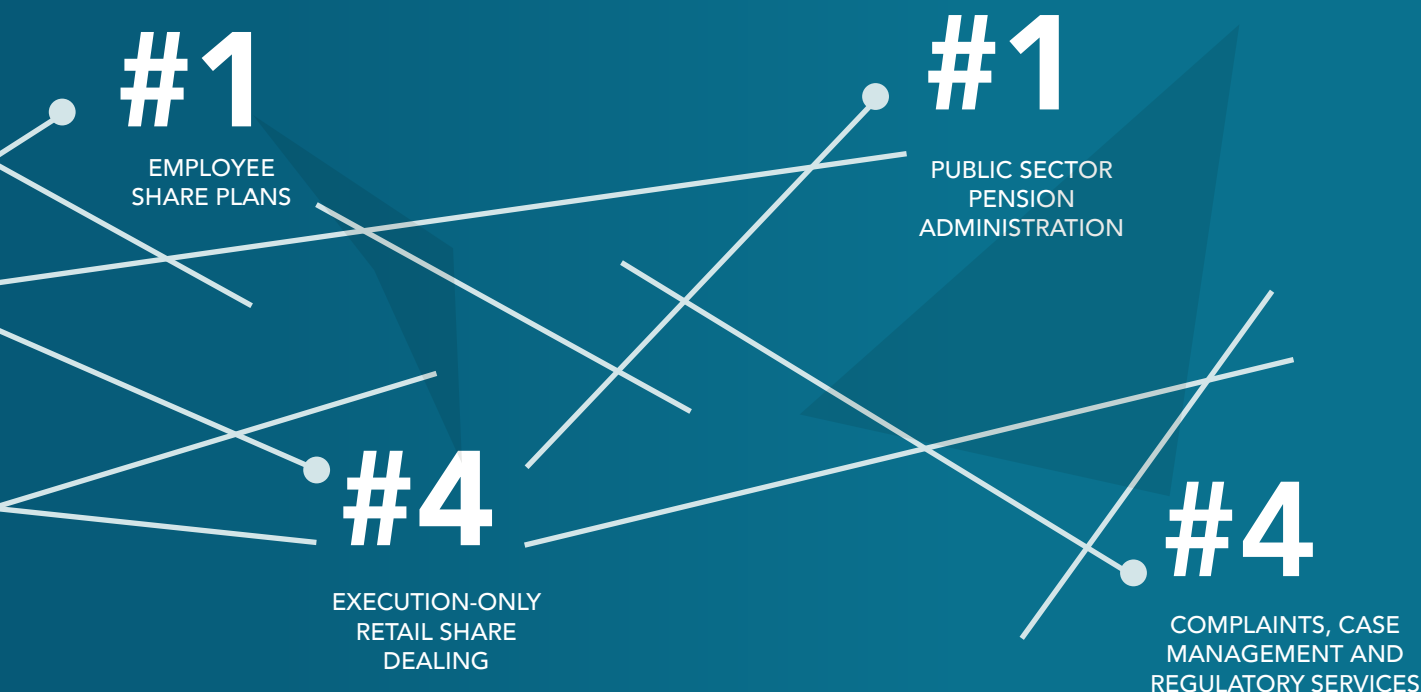 #1
EMPLOYEE
SHARE PLANS
#1
PUBLIC SECTOR
PENSION
ADMINISTRATION
#4
EXECUTION-ONLY
RETAIL SHARE
DEALING
#4
COMPLAINTS, CASE
MANAGEMENT AND
REGULATORY SERVICES